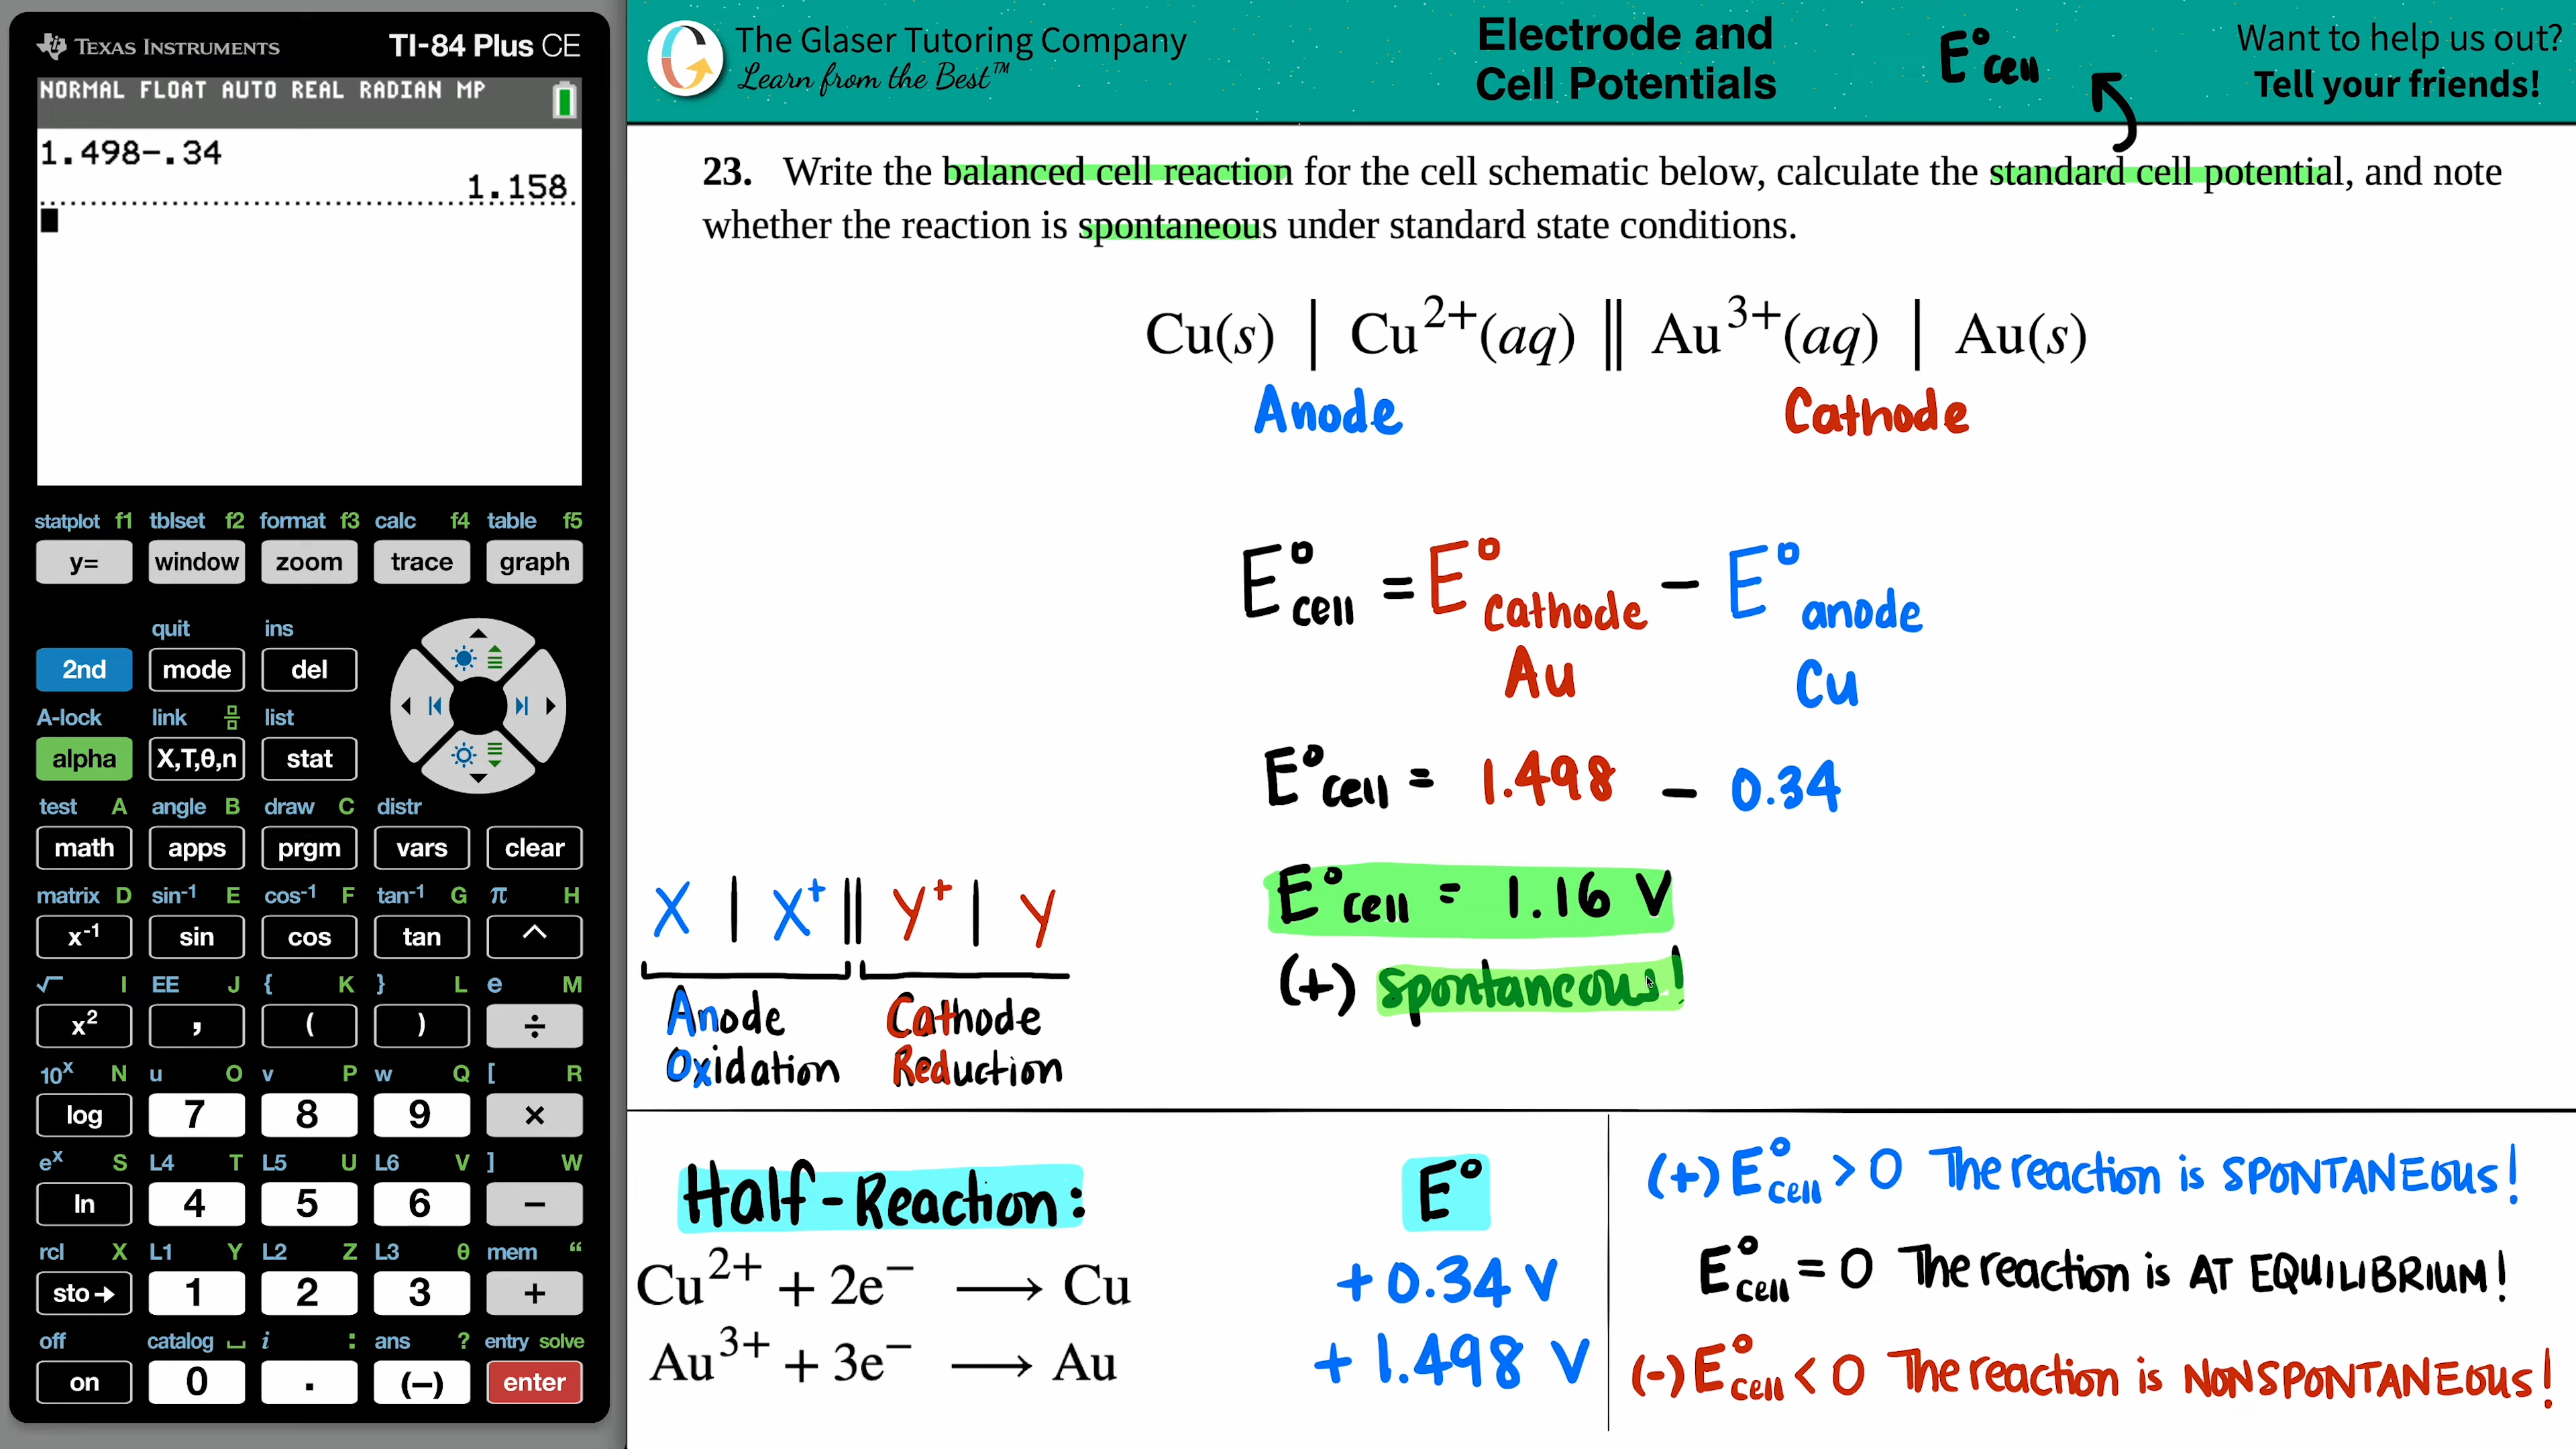 TEXAS INSTRUMENTS TI-84 Plus CE
NORMAL FLOAT AUTO REAL RADIAN MP
1.498-.34
1.158
statplot f1 tblset f2 format f3 calc f4 table f5
y= window zoom trace graph
quit ins
2nd mode del
A-lock link list
alpha X,T,θ,n stat
test A angle B draw C distr
math apps prgm vars clear
matrix D sin⁻¹ E cos⁻¹ F tan⁻¹ G π H
x⁻¹ sin cos tan ^
√ I EE J { K } L e M
x² , ( ) ÷
10ˣ N u O v P w Q [ R
log 7 8 9 ×
eˣ S L4 T L5 U L6 V ] W
ln 4 5 6 −
rcl X L1 Y L2 Z L3 θ mem “
sto→ 1 2 3 +
off catalog ⎵ i : ans ? entry solve
on 0 . (−) enter
The Glaser Tutoring Company
Learn from the Best™
Electrode and
Cell Potentials
E°cell
Want to help us out?
Tell your friends!
23. Write the balanced cell reaction for the cell schematic below, calculate the standard cell potential, and note
whether the reaction is spontaneous under standard state conditions.
Cu(s) | Cu²⁺(aq) || Au³⁺(aq) | Au(s)
Anode Cathode
E°cell = E°cathode − E°anode
Au Cu
E°cell = 1.498 − 0.34
E°cell = 1.16 V
(+) Spontaneous!
X | X⁺ || Y⁺ | Y
Anode Cathode
Oxidation Reduction
Half-Reaction: E°
Cu²⁺ + 2e⁻ ⟶ Cu +0.34 V
Au³⁺ + 3e⁻ ⟶ Au +1.498 V
(+) E°cell > 0 The reaction is SPONTANEOUS!
E°cell = 0 The reaction is AT EQUILIBRIUM!
(-) E°cell < 0 The reaction is NONSPONTANEOUS!